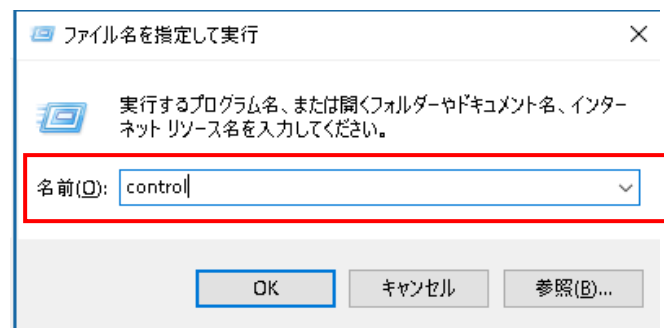 ファイル名を指定して実行
実行するプログラム名、または開くフォルダーやドキュメント名、インター
ネット リソース名を入力してください。
名前(O): control
OK キャンセル 参照(B)...